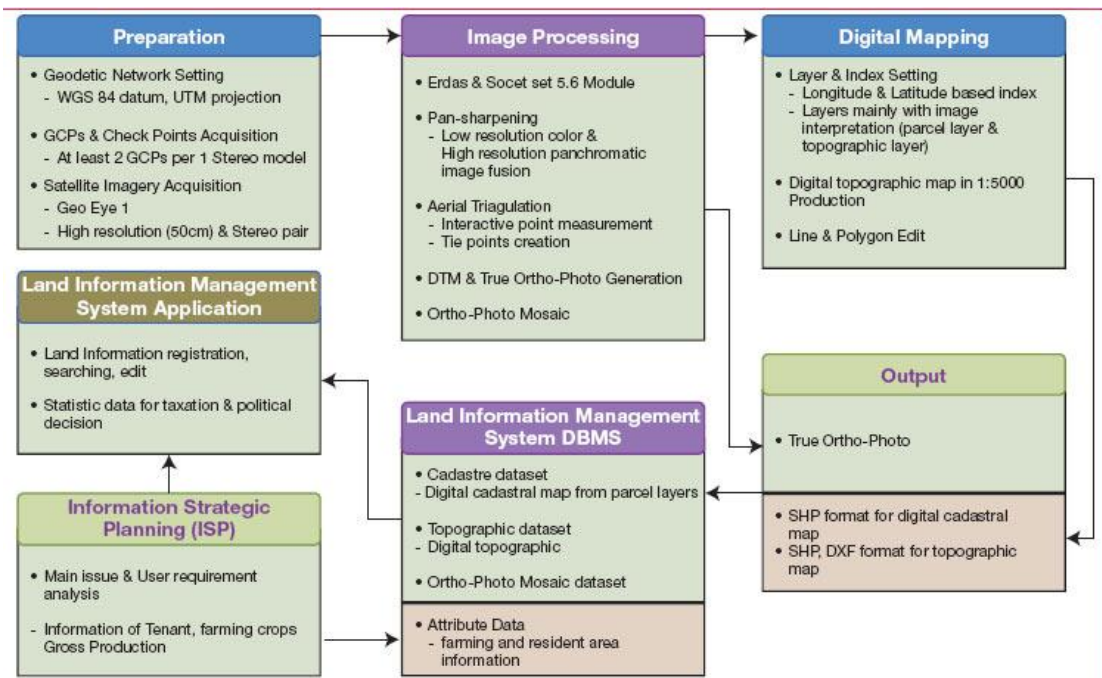 Preparation
• Geodetic Network Setting
- WGS 84 datum, UTM projection
• GCPs & Check Points Acquisition
- At least 2 GCPs per 1 Stereo model
• Satellite Imagery Acquisition
- Geo Eye 1
- High resolution (50cm) & Stereo pair
Image Processing
• Erdas & Socet set 5.6 Module
• Pan-sharpening
- Low resolution color &
High resolution panchromatic
image fusion
• Aerial Triagulation
- Interactive point measurement
- Tie points creation
• DTM & True Ortho-Photo Generation
• Ortho-Photo Mosaic
Digital Mapping
• Layer & Index Setting
- Longitude & Latitude based index
- Layers mainly with image
interpretation (parcel layer &
topographic layer)
• Digital topographic map in 1:5000
Production
• Line & Polygon Edit
Land Information Management
System Application
• Land Information registration,
searching, edit
• Statistic data for taxation & political
decision
Output
• True Ortho-Photo
• SHP format for digital cadastral
map
• SHP, DXF format for topographic
map
Land Information Management
System DBMS
• Cadastre dataset
- Digital cadastral map from parcel layers
• Topographic dataset
- Digital topographic
• Ortho-Photo Mosaic dataset
• Attribute Data
- farming and resident area
information
Information Strategic
Planning (ISP)
• Main issue & User requirement
analysis
- Information of Tenant, farming crops
Gross Production